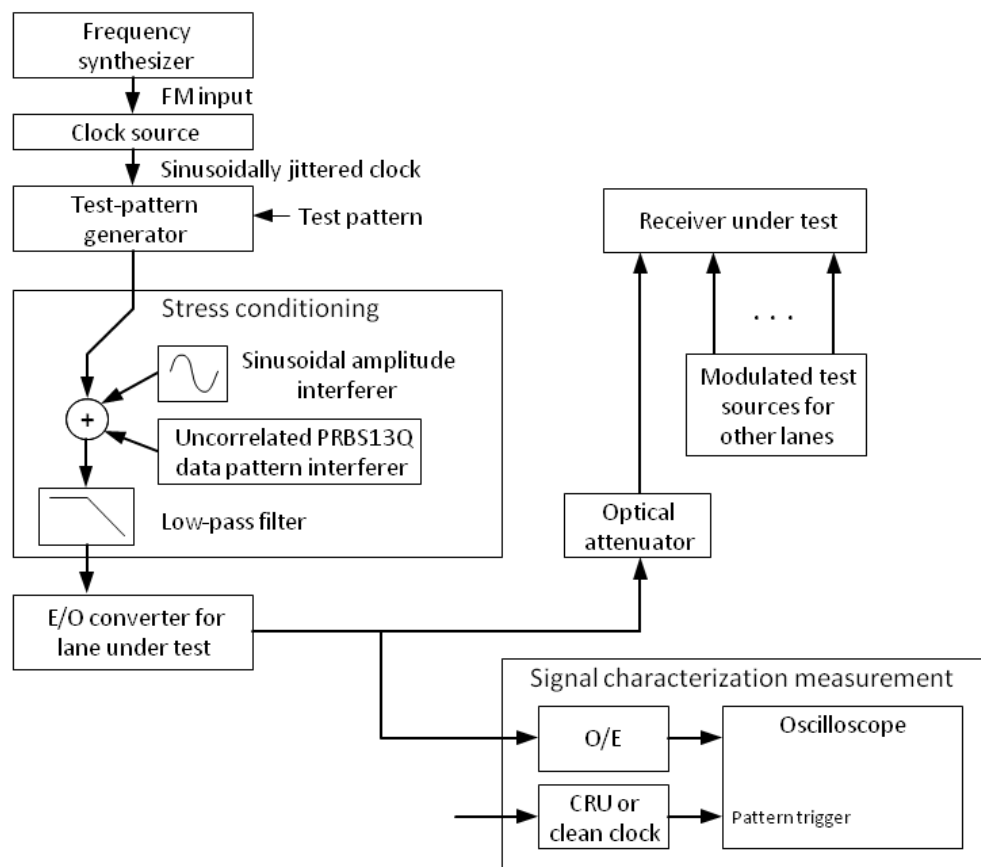 Frequency
synthesizer
FM input
Clock source
Sinusoidally jittered clock
Test-pattern
generator
Test pattern
Receiver under test
Stress conditioning
. . .
Sinusoidal amplitude
interferer
Modulated test
sources for
other lanes
+
Uncorrelated PRBS13Q
data pattern interferer
Low-pass filter
Optical
attenuator
E/O converter for
lane under test
Signal characterization measurement
O/E
Oscilloscope
CRU or
clean clock
Pattern trigger